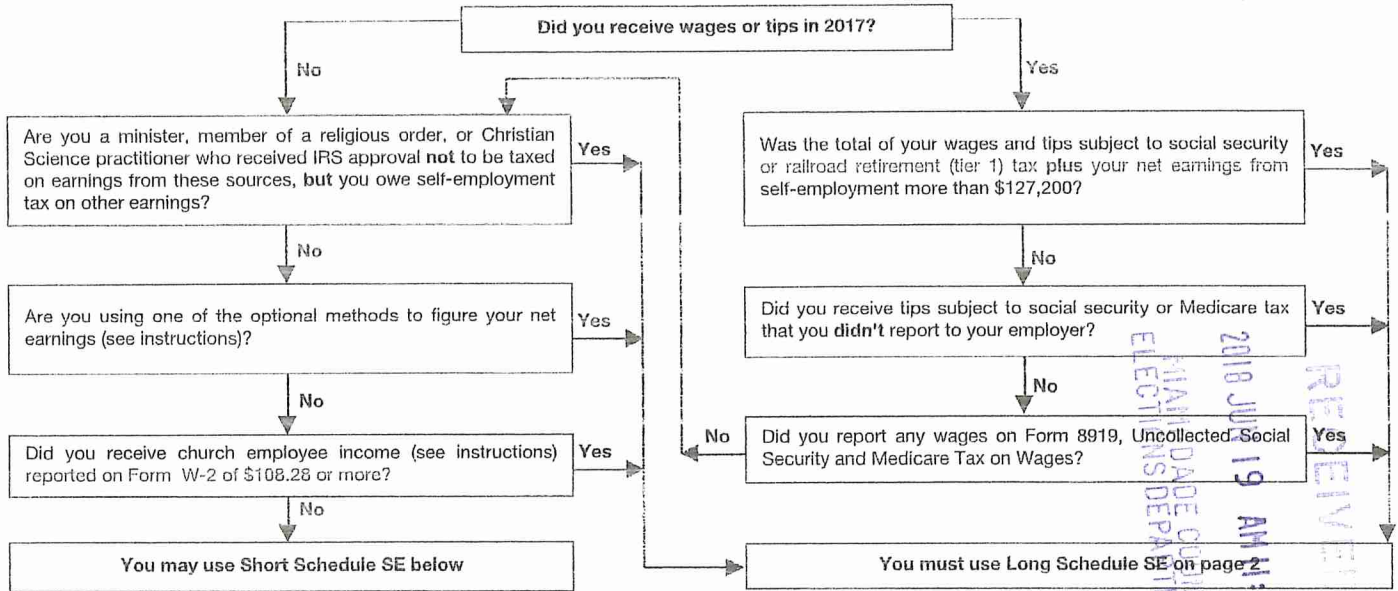 Did you receive wages or tips in 2017?
No
Yes
Are you a minister, member of a religious order, or Christian
Science practitioner who received IRS approval not to be taxed
on earnings from these sources, but you owe self-employment
tax on other earnings?
Yes
Was the total of your wages and tips subject to social security
or railroad retirement (tier 1) tax plus your net earnings from
self-employment more than $127,200?
Yes
No
No
Are you using one of the optional methods to figure your net
earnings (see instructions)?
Yes
Did you receive tips subject to social security or Medicare tax
that you didn't report to your employer?
Yes
No
No
Did you receive church employee income (see instructions)
reported on Form W-2 of $108.28 or more?
Yes
No
Did you report any wages on Form 8919, Uncollected Social
Security and Medicare Tax on Wages?
Yes
No
You may use Short Schedule SE below
You must use Long Schedule SE on page 2
RECEIVE
2018 JUN 19 AM
MIAMI DADE
ELECTIONS